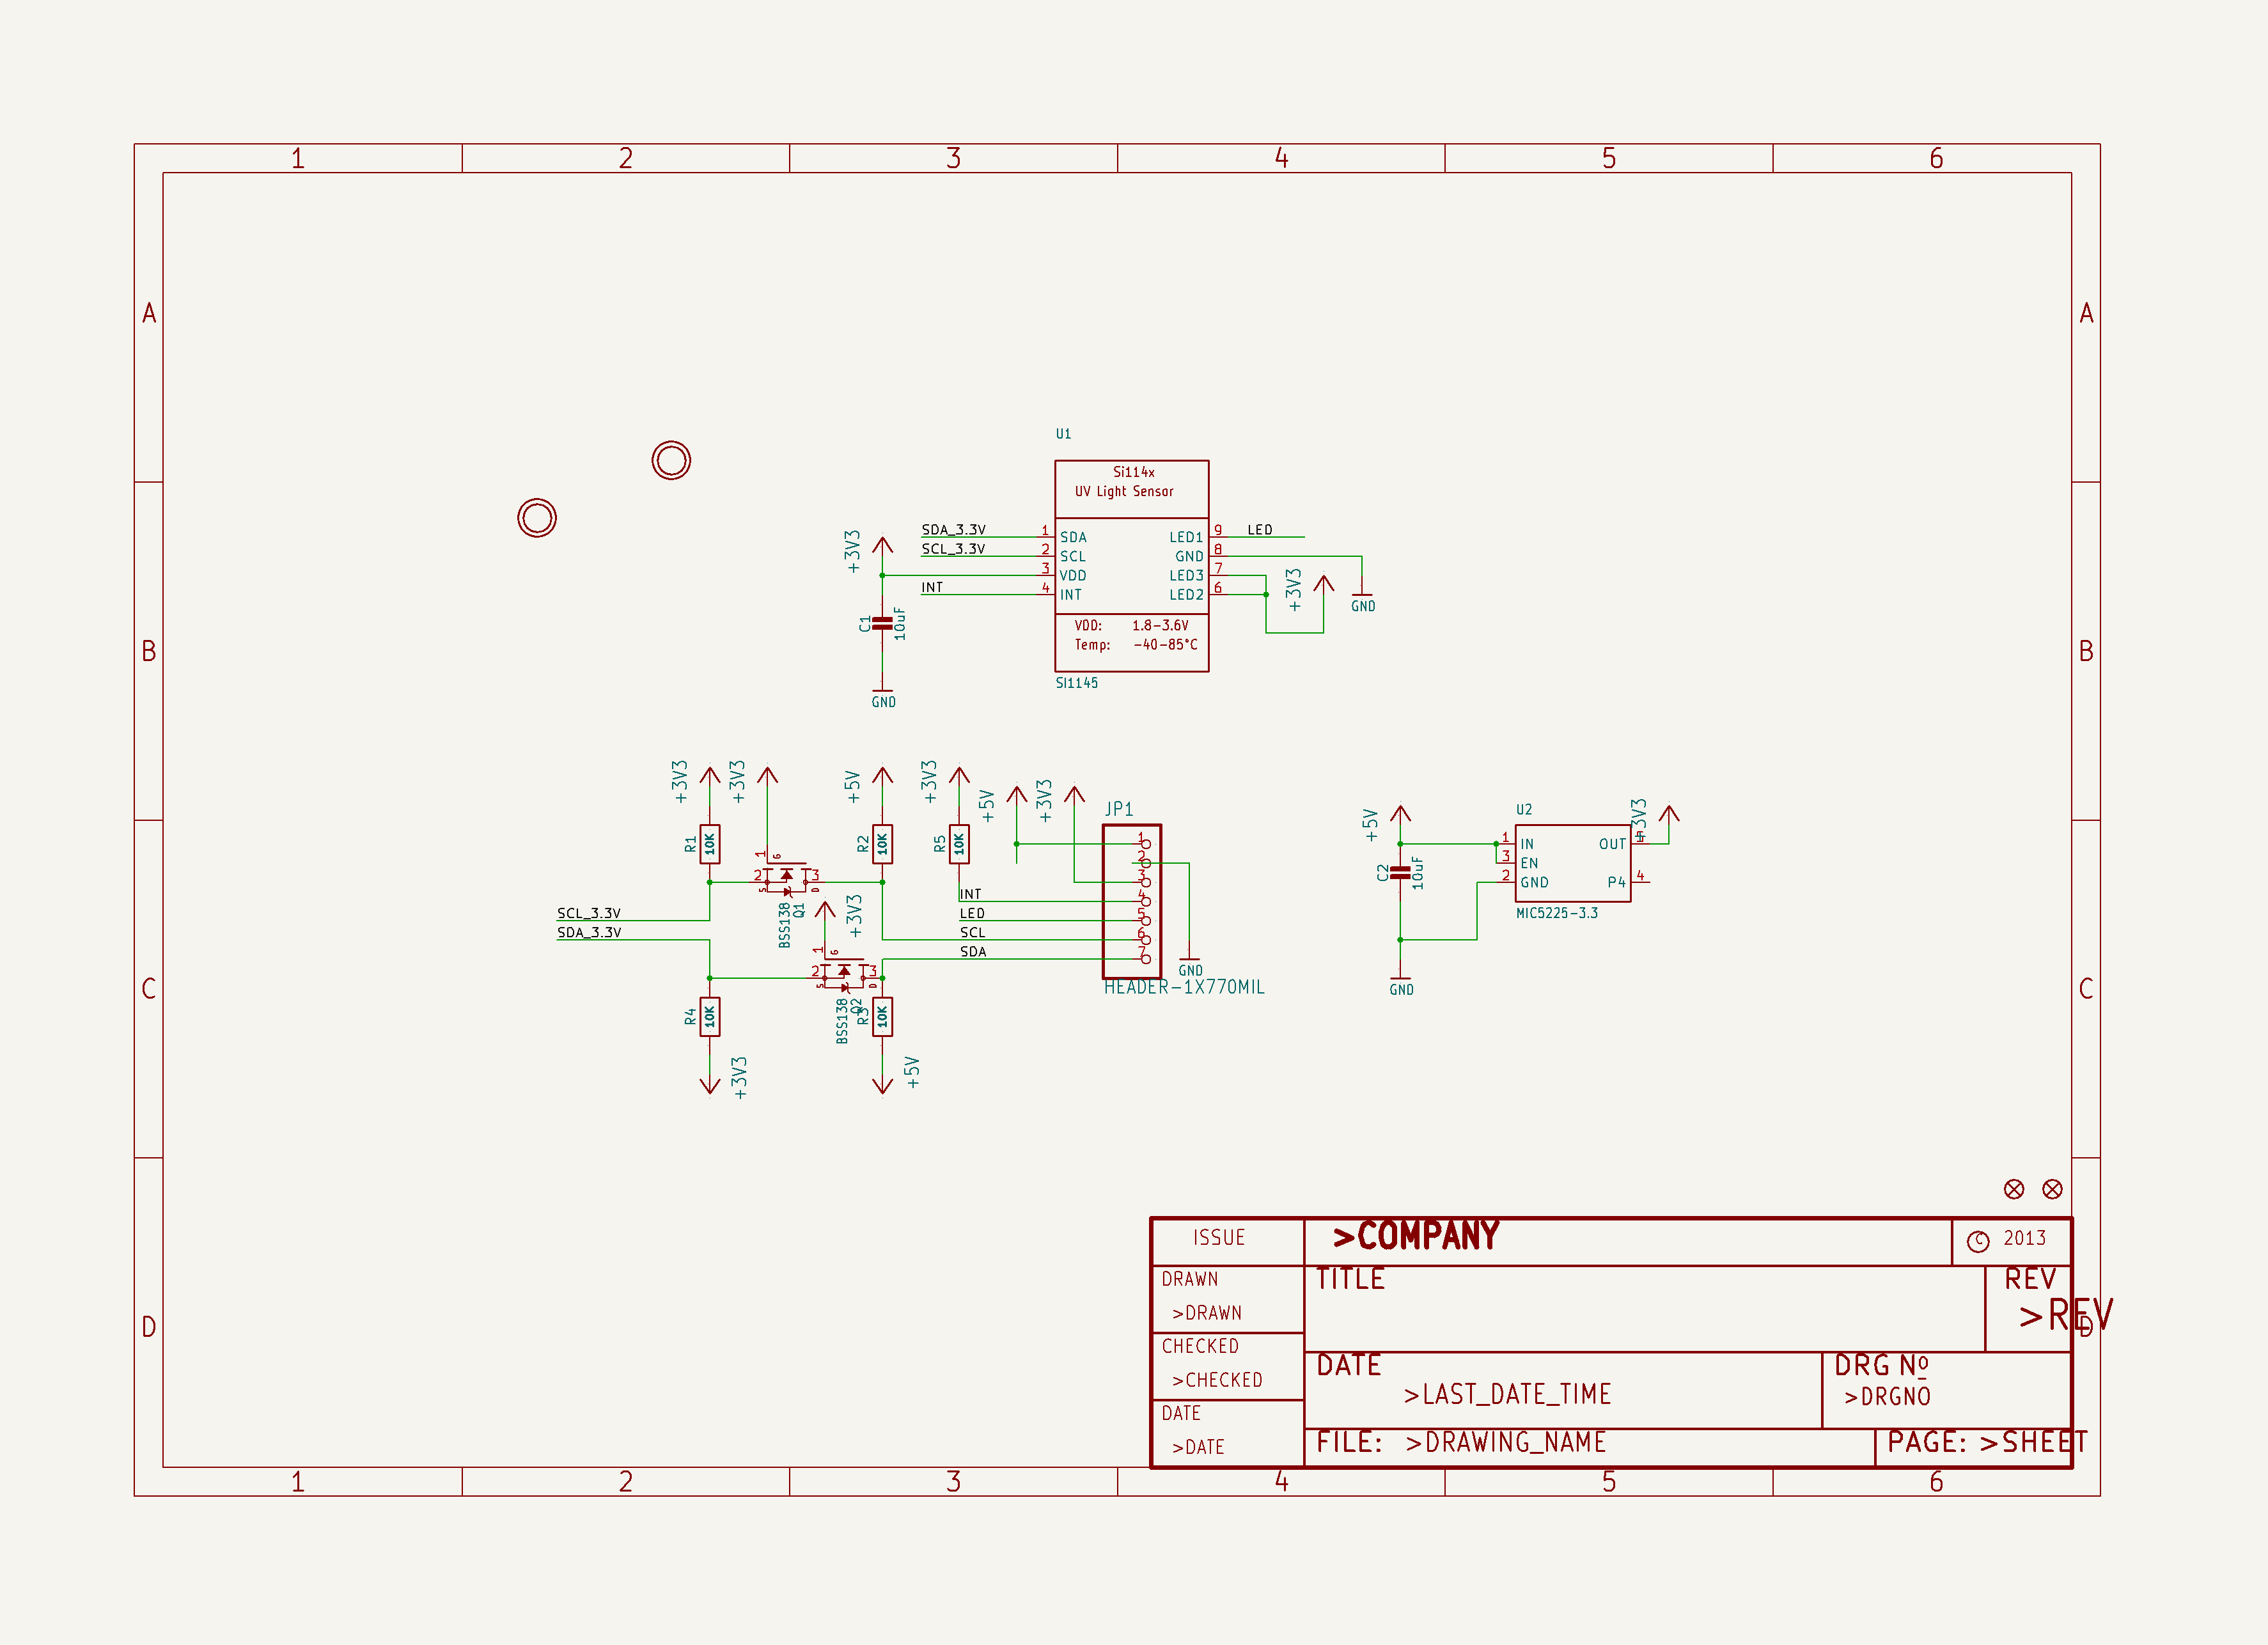 1 2 3 4 5 6
A A
U1
Si114x
UV Light Sensor
SDA_3.3V 1 SDA LED1 9 LED
SCL_3.3V 2 SCL GND 8
+3V3 3 VDD LED3 7 +3V3
INT 4 INT LED2 6 GND
C1 10uF
VDD: 1.8-3.6V
Temp: -40-85°C
B B
SI1145
GND
+3V3 +3V3 +5V +3V3 +5V +3V3
JP1
R1 10K 1 G R2 10K R5 10K 1
2 S 3 D
2
3
BSS138 Q1
INT 4
SCL_3.3V LED 5
SDA_3.3V SCL 6
SDA 7
+3V3
1 G
2 S 3 D
GND
HEADER-1X770MIL
R4 10K BSS138 Q2 R3 10K
+3V3 +5V
+5V U2 +3V3
1 IN OUT 5
C2 10uF 3 EN
2 GND P4 4
MIC5225-3.3
GND
C C
ISSUE >COMPANY C 2013
DRAWN TITLE REV
>DRAWN >REV
D D
CHECKED DATE DRG Nº
>CHECKED >LAST_DATE_TIME >DRGNO
DATE FILE: >DRAWING_NAME PAGE: >SHEET
>DATE
1 2 3 4 5 6